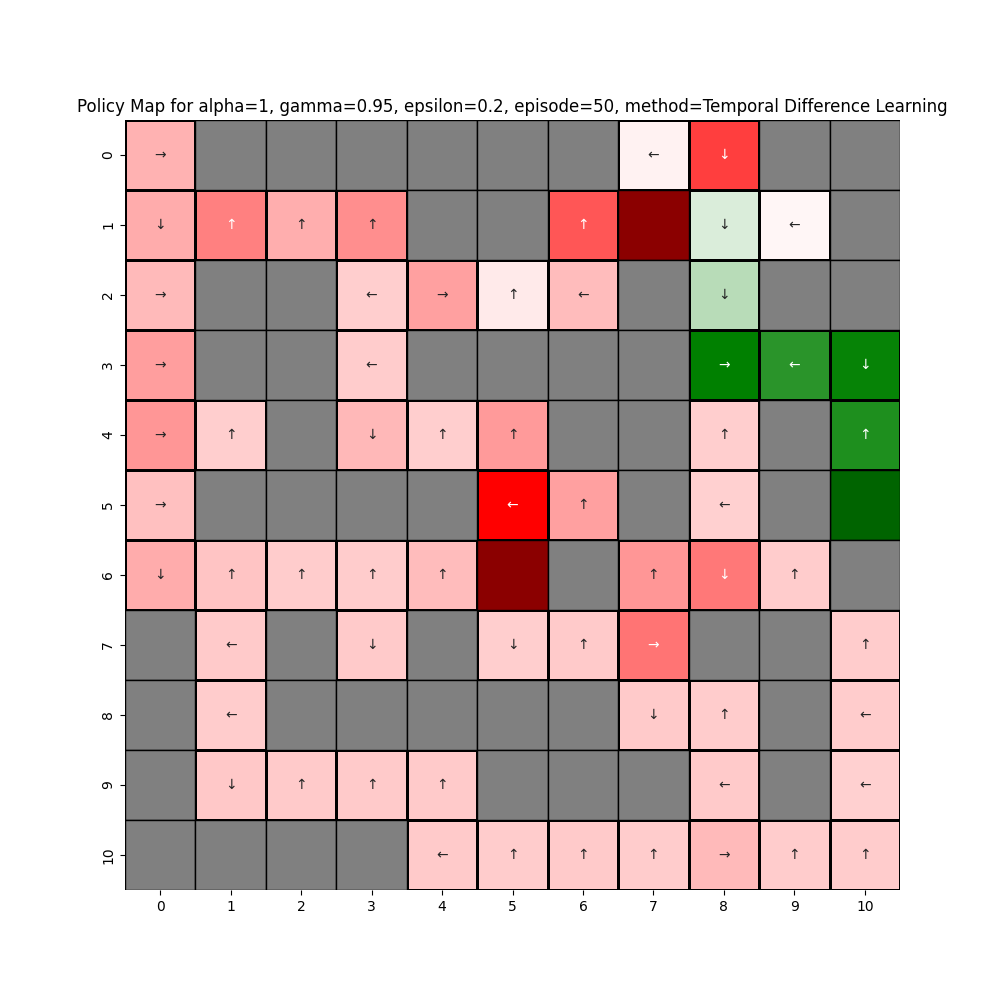 Policy Map for alpha=1, gamma=0.95, epsilon=0.2, episode=50, method=Temporal Difference Learning
0 → ← ↓
1 ↓ ↑ ↑ ↑ ↑ ↓ ←
2 → ← → ↑ ← ↓
3 → ← → ← ↓
4 → ↑ ↓ ↑ ↑ ↑ ↑
5 → ← ↑ ←
6 ↓ ↑ ↑ ↑ ↑ ↑ ↓ ↑
7 ← ↓ ↓ ↑ → ↑
8 ← ↓ ↑ ←
9 ↓ ↑ ↑ ↑ ← ←
10 ← ↑ ↑ ↑ → ↑ ↑
0 1 2 3 4 5 6 7 8 9 10